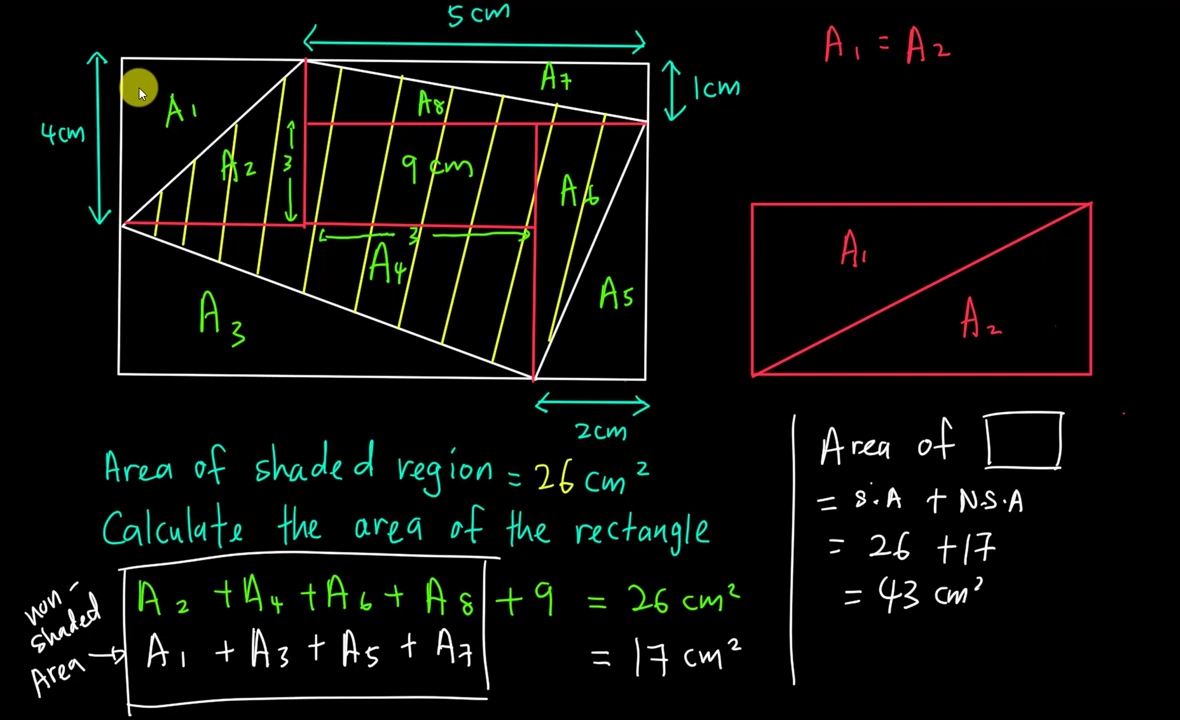 5 cm
A1 = A2
A7
1cm
A1
A8
4cm
A2
3
9 cm
A6
3
A4
A1
A3
A5
A2
2cm
Area of shaded region = 26 cm²
Calculate the area of the rectangle
Area of
= S.A + N.S.A
= 26 + 17
= 43 cm²
non-
shaded
Area
A2 + A4 + A6 + A8 + 9 = 26 cm²
A1 + A3 + A5 + A7 = 17 cm²